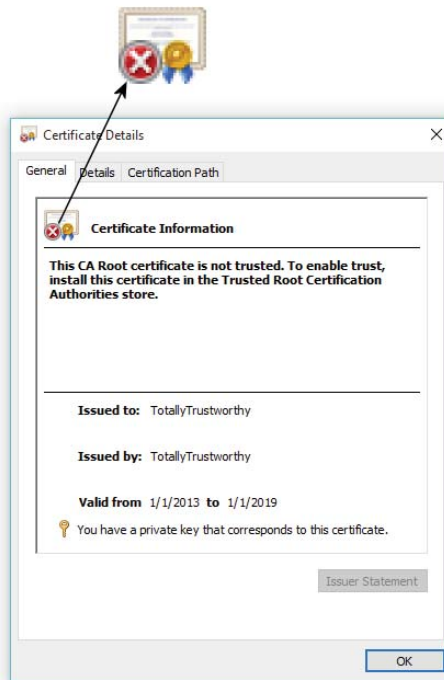 Certificate Details
General Details Certification Path
Certificate Information
This CA Root certificate is not trusted. To enable trust,
install this certificate in the Trusted Root Certification
Authorities store.
Issued to: TotallyTrustworthy
Issued by: TotallyTrustworthy
Valid from 1/1/2013 to 1/1/2019
You have a private key that corresponds to this certificate.
Issuer Statement
OK